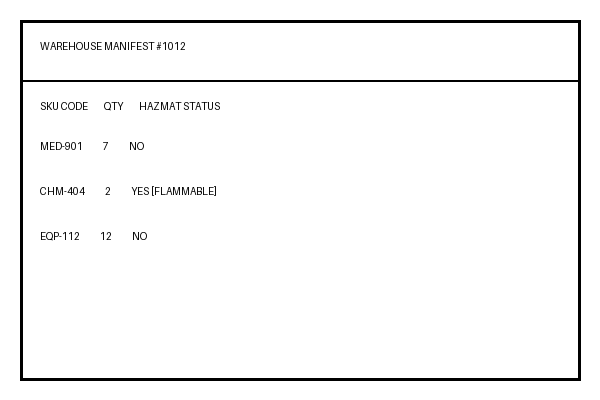 WAREHOUSE MANIFEST #1012
SKU CODE QTY HAZMAT STATUS
MED-901 7 NO
CHM-404 2 YES [FLAMMABLE]
EQP-112 12 NO